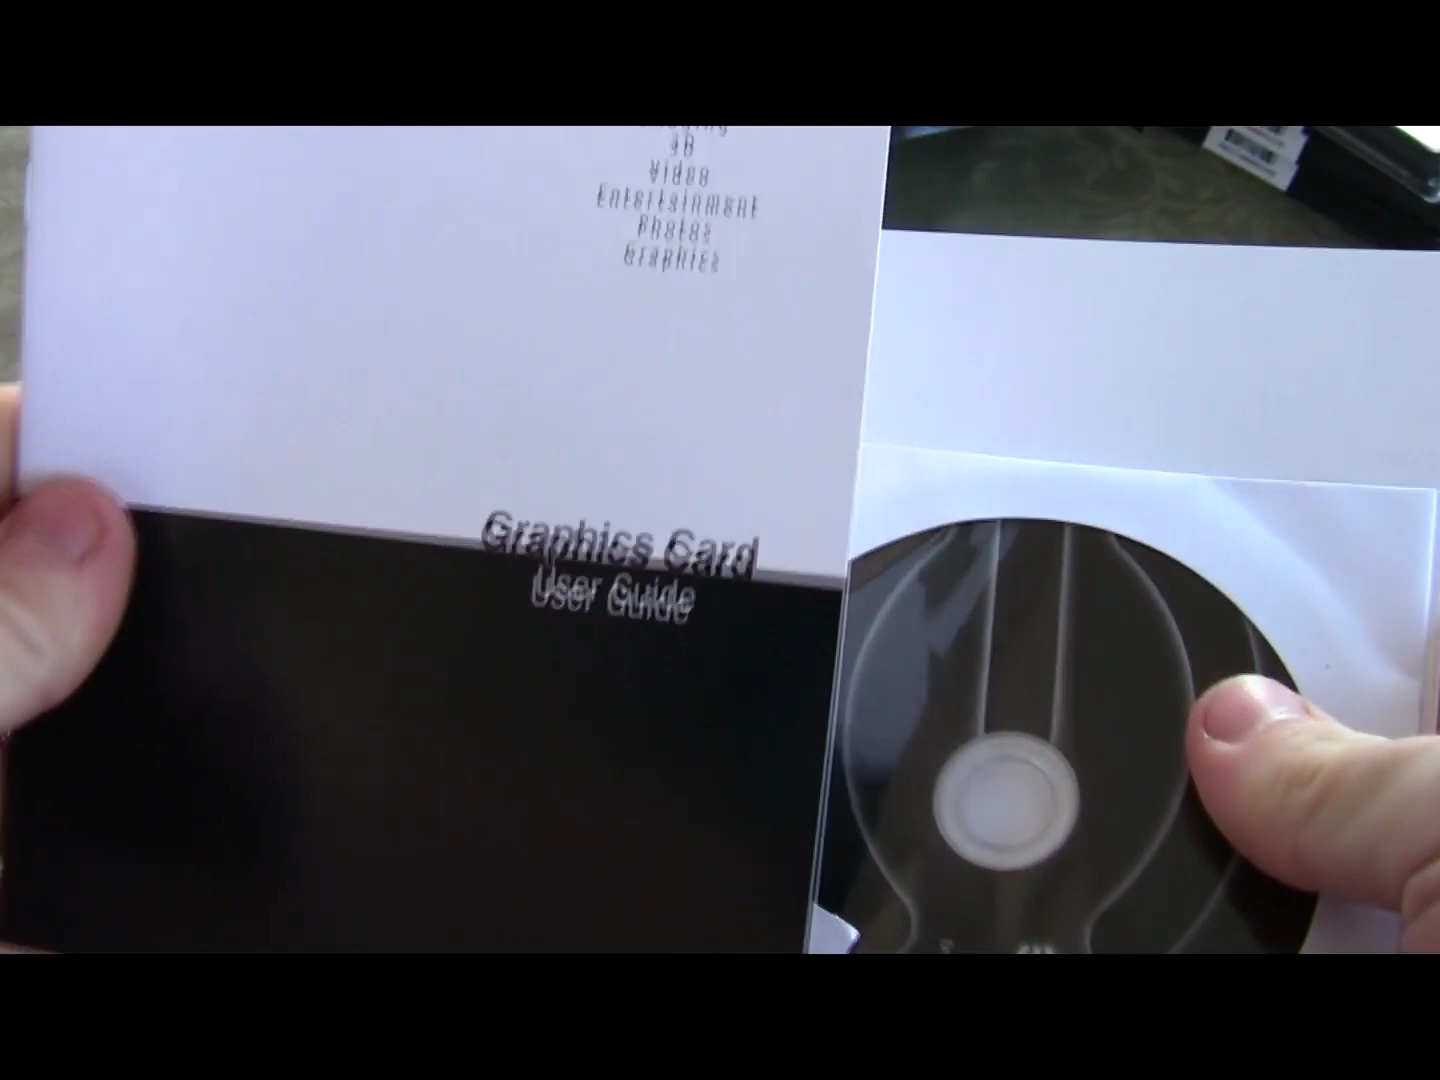 3D
Video
Entertainment
Photos
Graphics
Graphics Card
User Guide